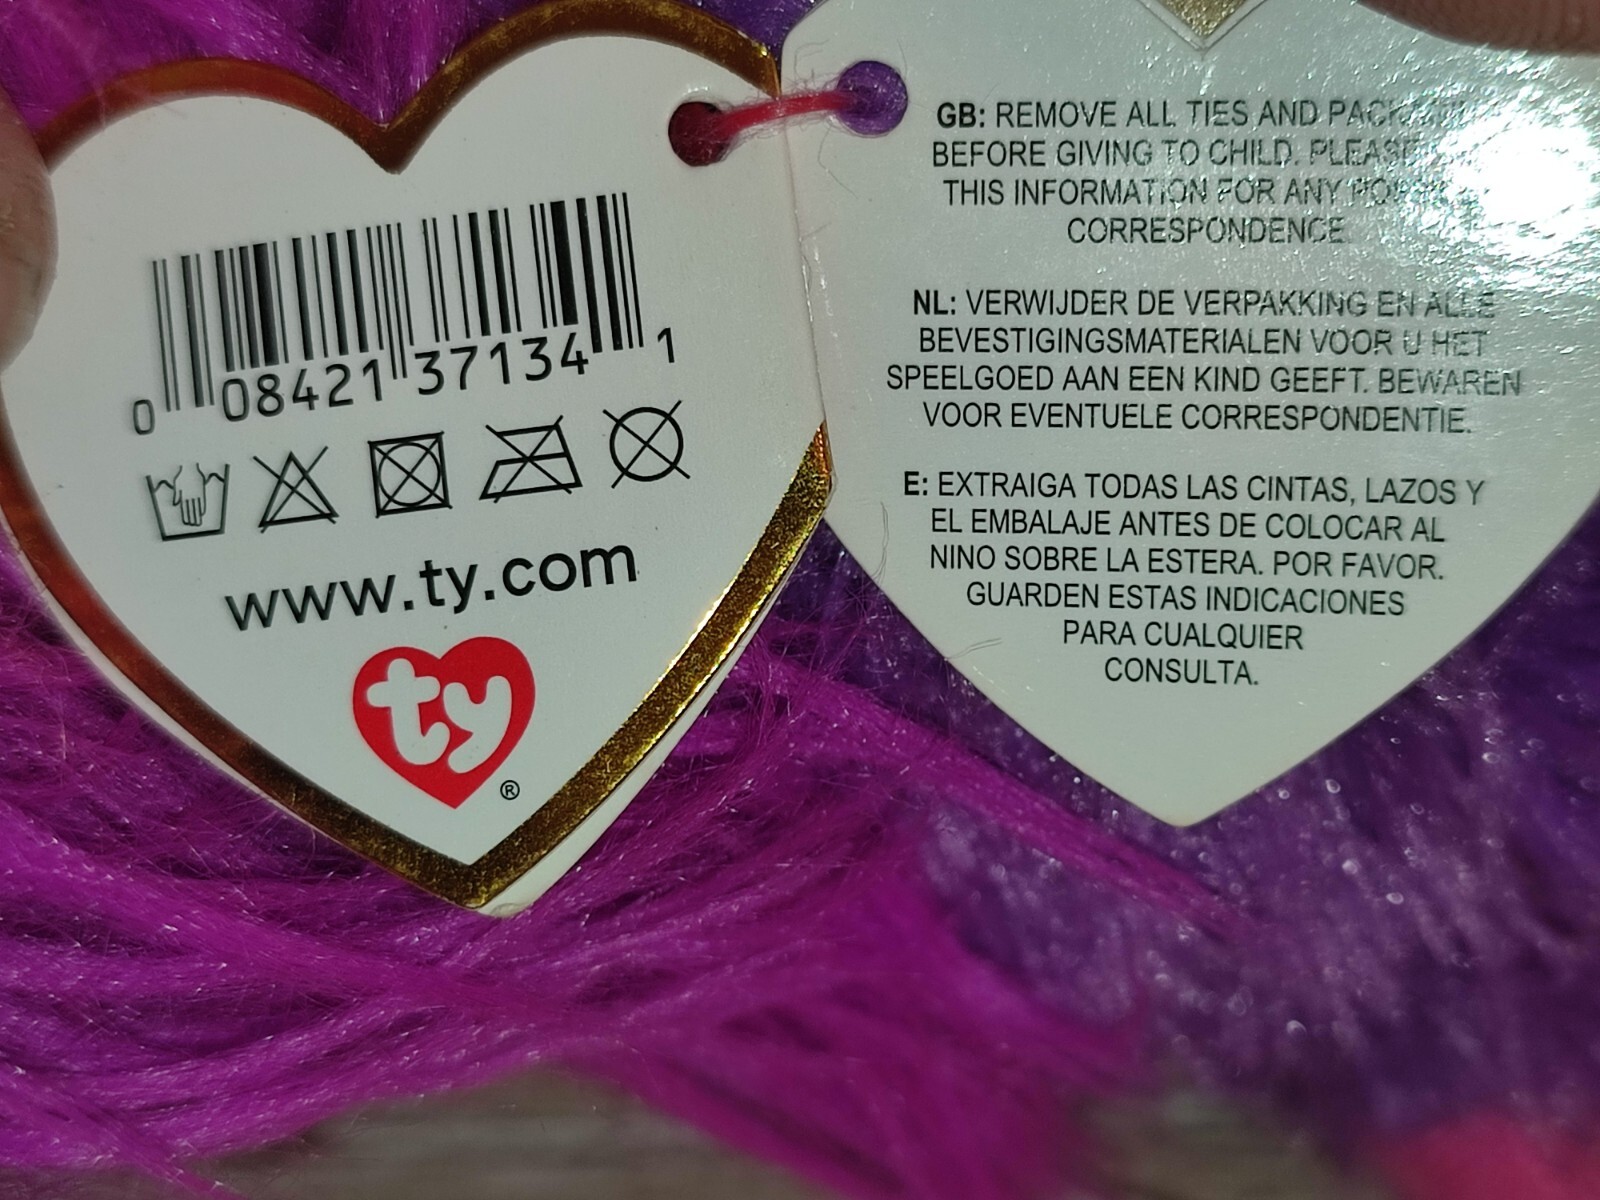 0 08421 37134 1
www.ty.com
ty
®
GB: REMOVE ALL TIES AND
BEFORE GIVING TO CHILD. PLEASE
THIS INFORMATION FOR ANY
CORRESPONDENCE.
NL: VERWIJDER DE VERPAKKING EN ALLE
BEVESTIGINGSMATERIALEN VOOR U HET
SPEELGOED AAN EEN KIND GEEFT. BEWAREN
VOOR EVENTUELE CORRESPONDENTIE.
E: EXTRAIGA TODAS LAS CINTAS, LAZOS Y
EL EMBALAJE ANTES DE COLOCAR AL
NINO SOBRE LA ESTERA. POR FAVOR.
GUARDEN ESTAS INDICACIONES
PARA CUALQUIER
CONSULTA.